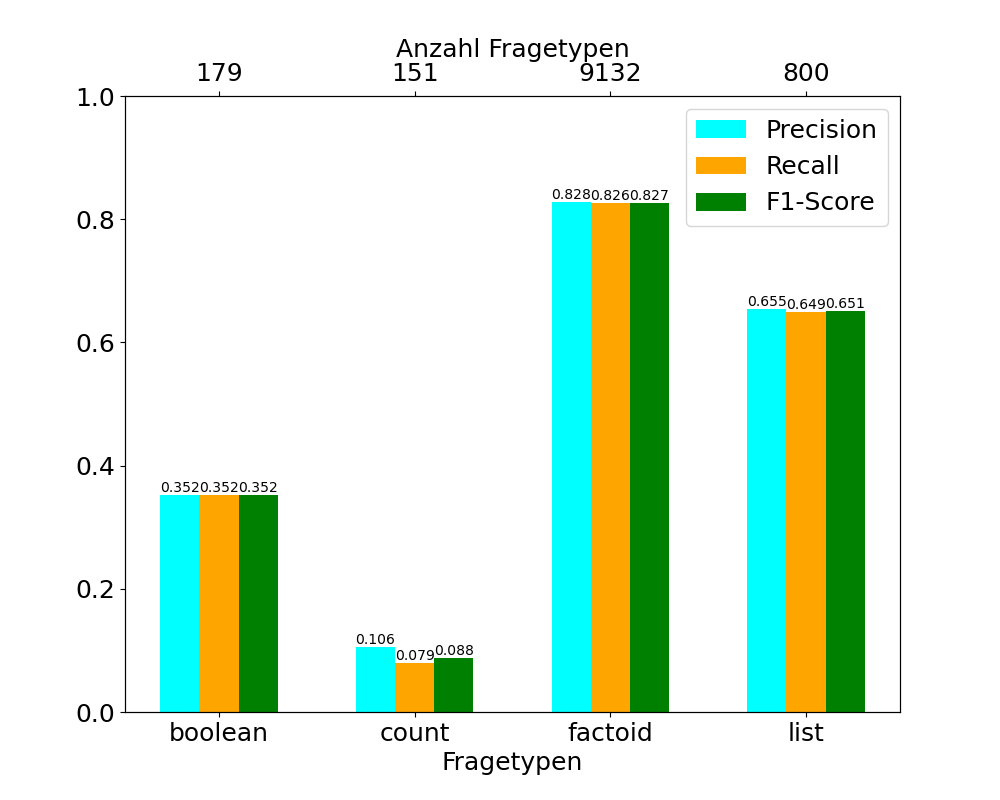 Anzahl Fragetypen
179 151 9132 800
1.0
Precision
Recall
F1-Score
0.828 0.826 0.827
0.8
0.655 0.649 0.651
0.6
0.4
0.352 0.352 0.352
0.2
0.106 0.079 0.088
0.0
boolean count factoid list
Fragetypen